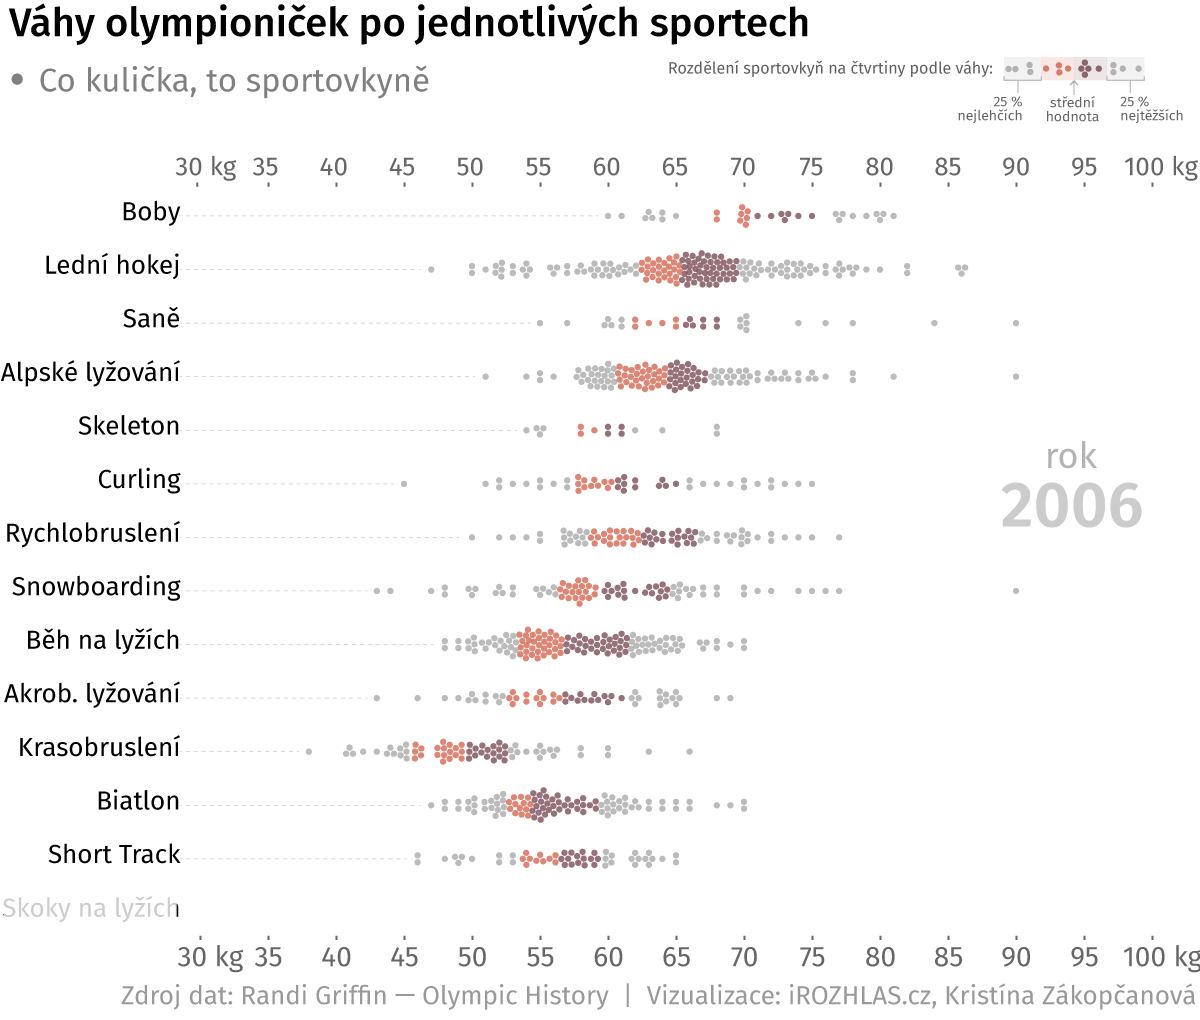 Váhy olympioniček po jednotlivých sportech
• Co kulička, to sportovkyně
Rozdělení sportovkyň na čtvrtiny podle váhy:
25 % nejlehčích
střední hodnota
25 % nejtěžších
30 kg 35 40 45 50 55 60 65 70 75 80 85 90 95 100 kg
Boby
Lední hokej
Saně
Alpské lyžování
Skeleton
rok
Curling
2006
Rychlobruslení
Snowboarding
Běh na lyžích
Akrob. lyžování
Krasobruslení
Biatlon
Short Track
Skoky na lyžích
30 kg 35 40 45 50 55 60 65 70 75 80 85 90 95 100 kg
Zdroj dat: Randi Griffin — Olympic History | Vizualizace: iROZHLAS.cz, Kristína Zákopčanová